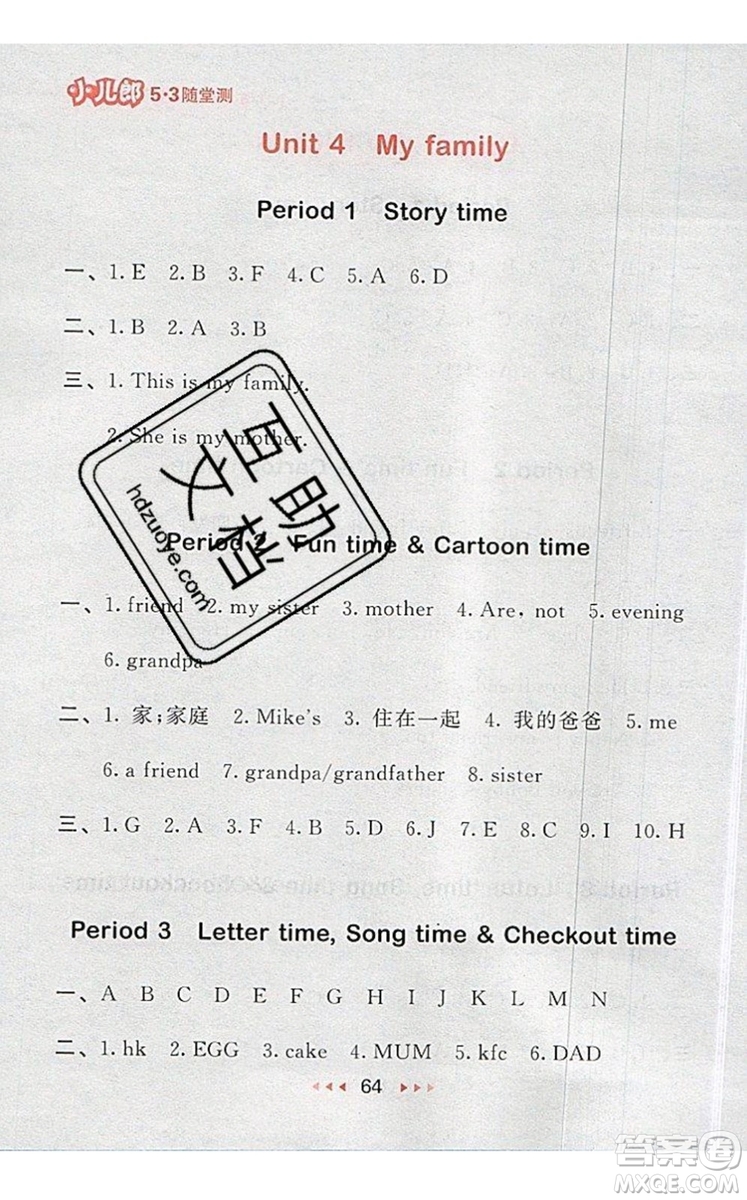 小儿郎 5·3随堂测
Unit 4 My family
Period 1 Story time
一、1. E 2. B 3. F 4. C 5. A 6. D
二、1. B 2. A 3. B
三、1. This is my family.
2. She is my mother.
互助
文档
hdzuoye.com
Period 2 Fun time & Cartoon time
一、1. friend 2. my sister 3. mother 4. Are, not 5. evening
6. grandpa
二、1. 家;家庭 2. Mike's 3. 住在一起 4. 我的爸爸 5. me
6. a friend 7. grandpa/grandfather 8. sister
三、1. G 2. A 3. F 4. B 5. D 6. J 7. E 8. C 9. I 10. H
Period 3 Letter time, Song time & Checkout time
一、A B C D E F G H I J K L M N
二、1. hk 2. EGG 3. cake 4. MUM 5. kfc 6. DAD
64
答案圈
MXQE.COM